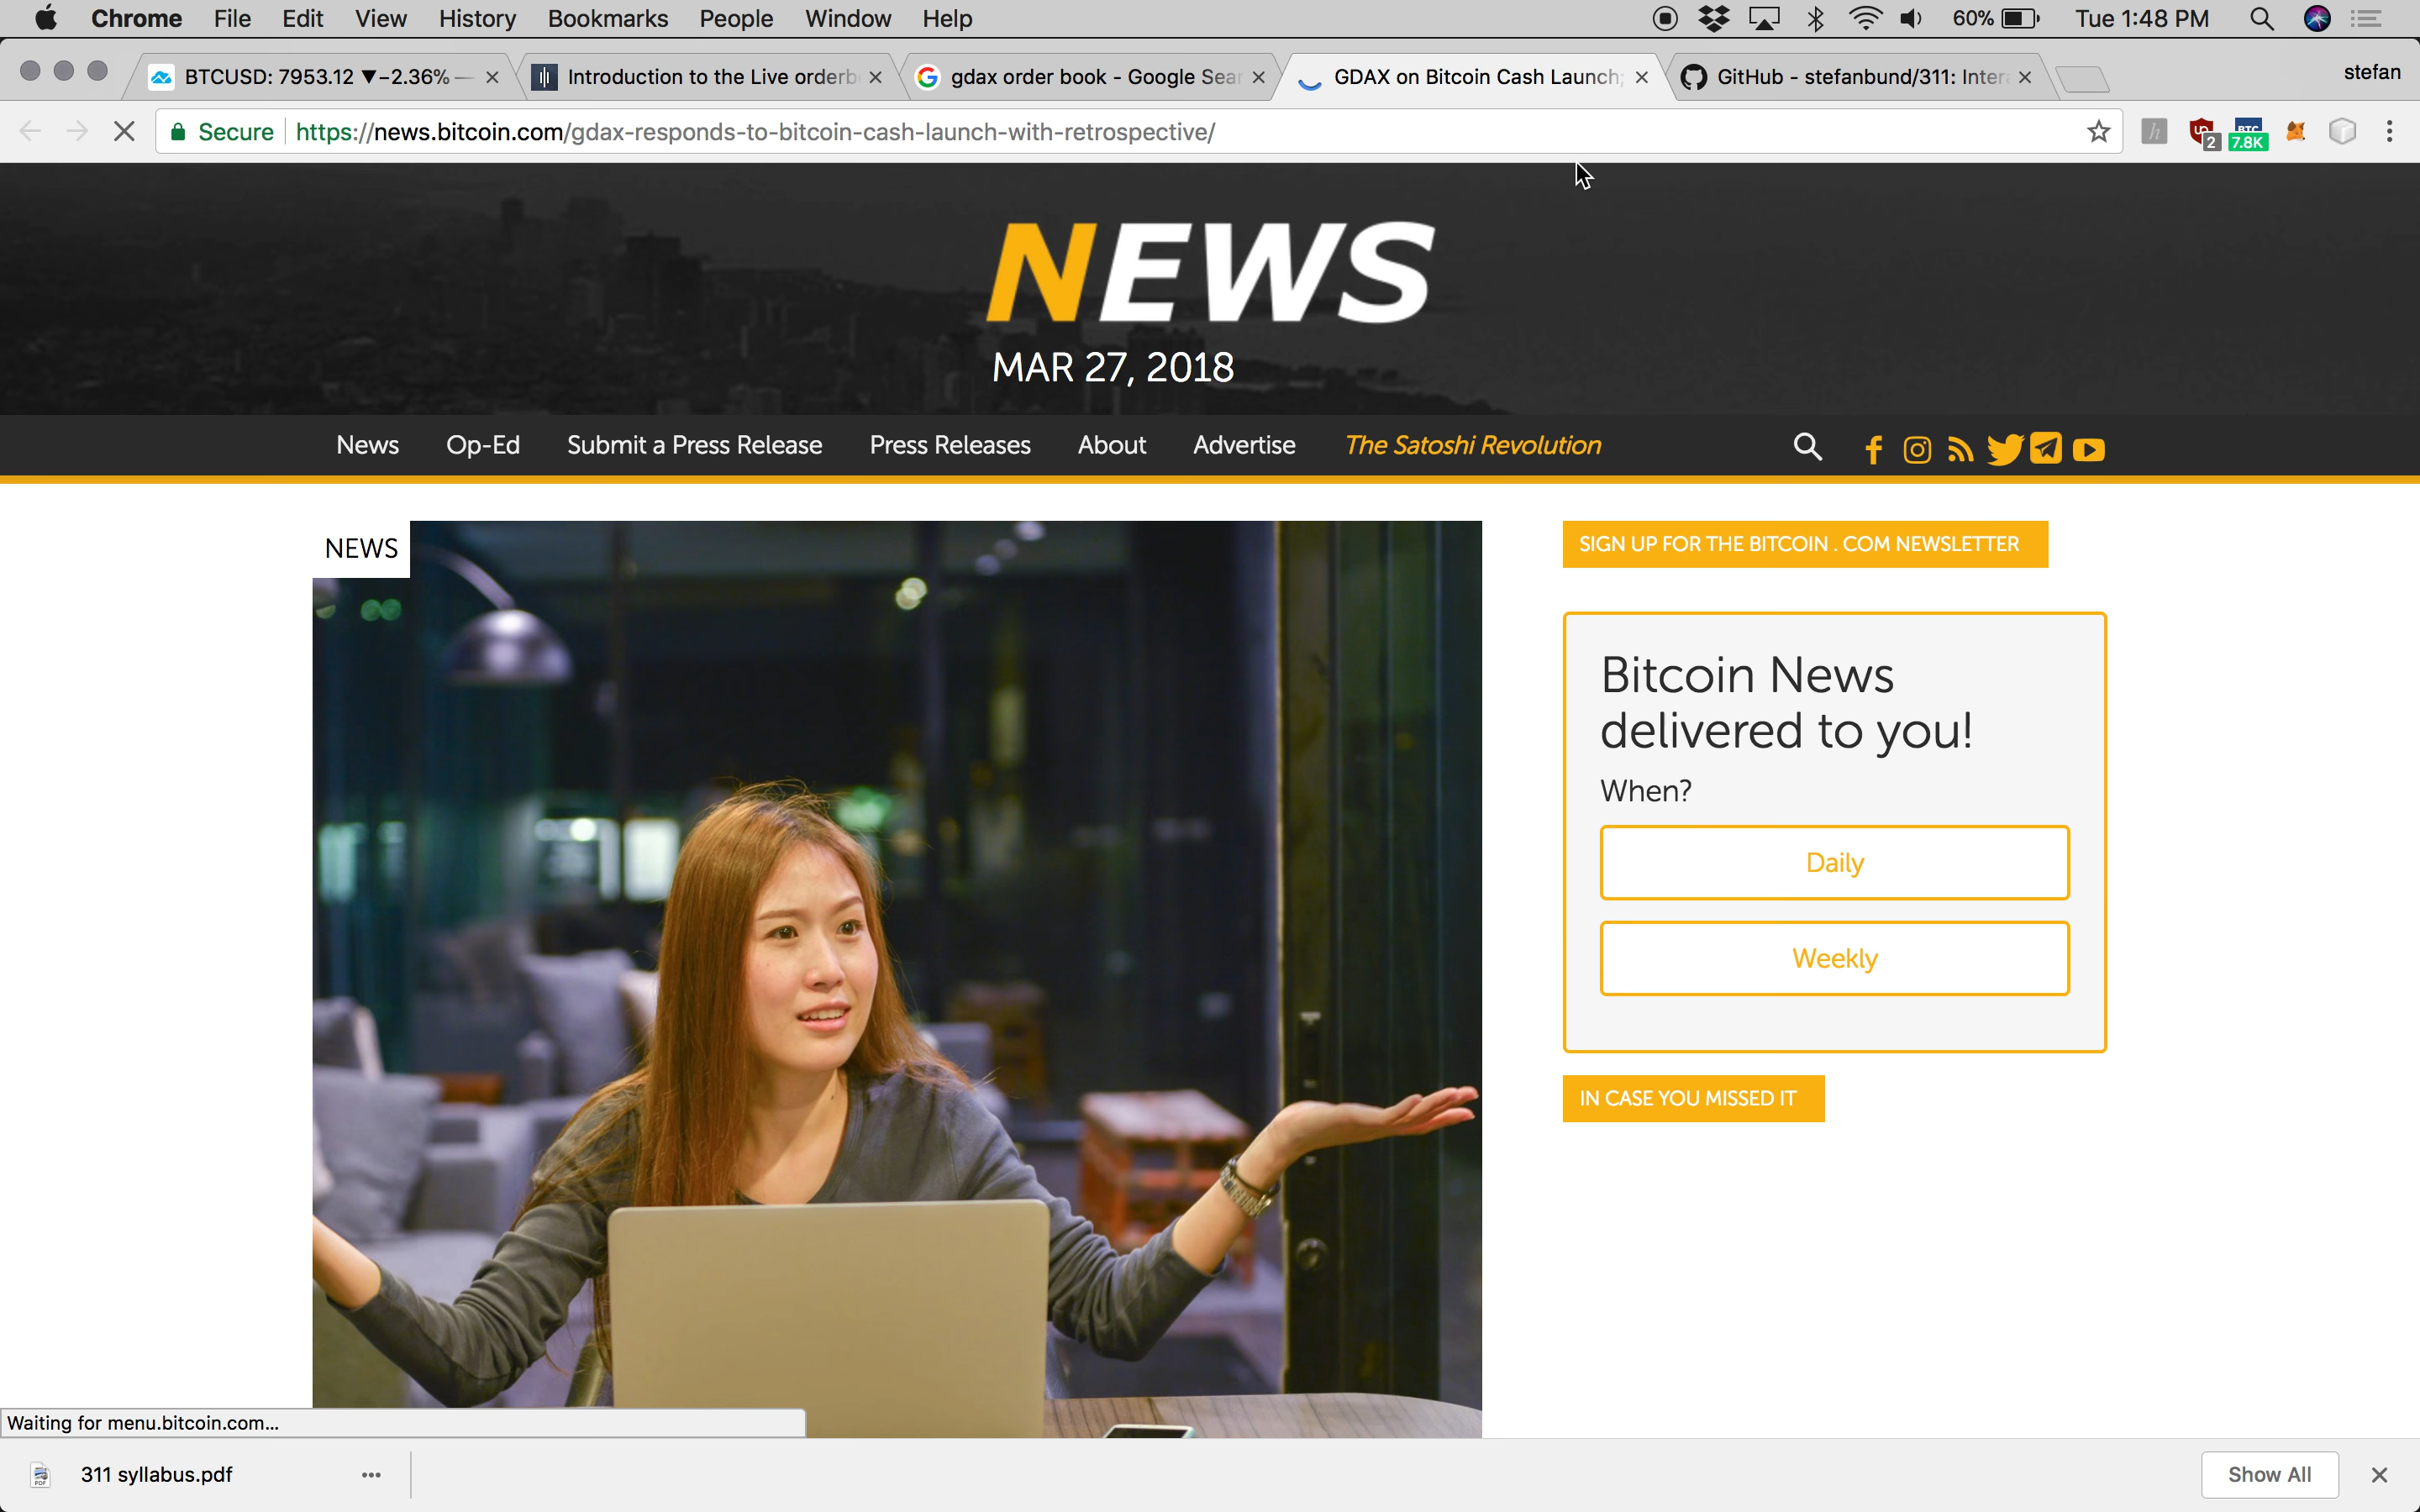 Chrome File Edit View History Bookmarks People Window Help 60% Tue 1:48 PM
BTCUSD: 7953.12 ▼−2.36% — Introduction to the Live orderb gdax order book - Google Sear GDAX on Bitcoin Cash Launch; GitHub - stefanbund/311: Inter stefan
Secure https://news.bitcoin.com/gdax-responds-to-bitcoin-cash-launch-with-retrospective/ h 2 BTC 7.8K
NEWS
MAR 27, 2018
News Op-Ed Submit a Press Release Press Releases About Advertise The Satoshi Revolution
NEWS
SIGN UP FOR THE BITCOIN . COM NEWSLETTER
Bitcoin News
delivered to you!
When?
Daily
Weekly
IN CASE YOU MISSED IT
Waiting for menu.bitcoin.com...
311 syllabus.pdf Show All